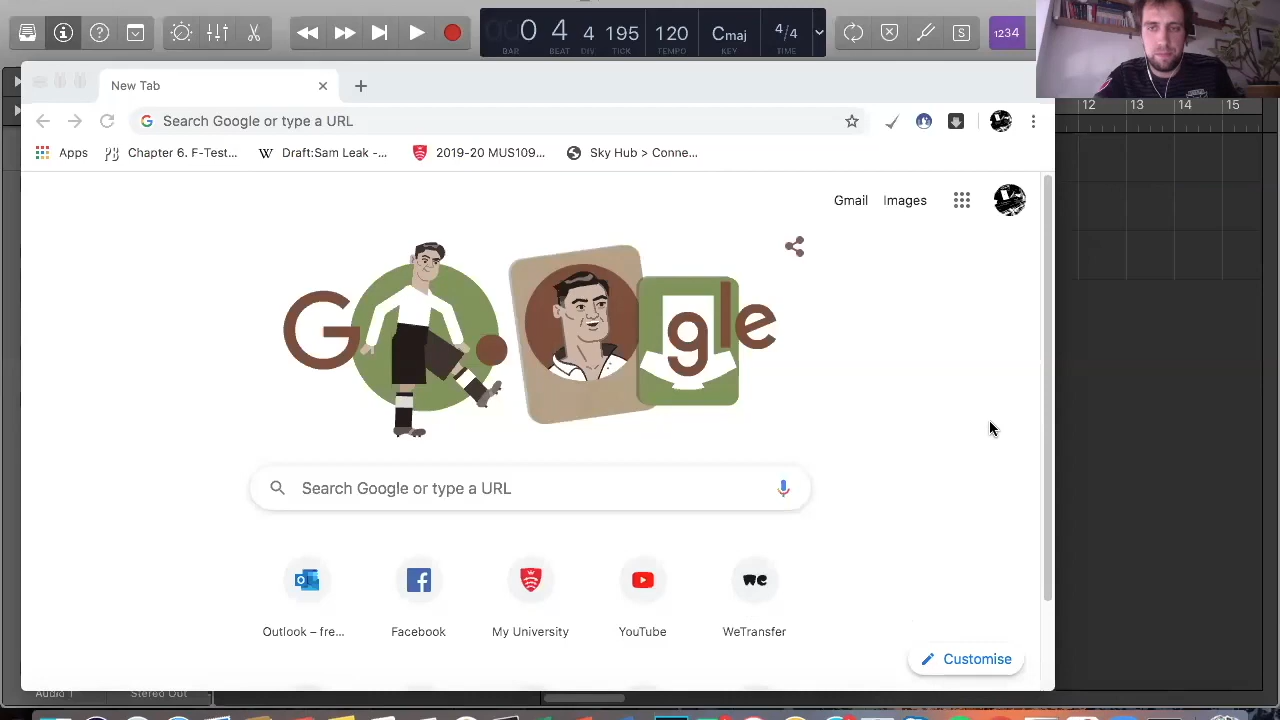 0 4 4 195 120 Cmaj 4/4
BAR BEAT TICK TEMPO KEY TIME
1234
New Tab
Search Google or type a URL
12 13 14 15
Apps Chapter 6. F-Test... Draft:Sam Leak -... 2019-20 MUS109... Sky Hub > Conne...
Gmail Images
Google
Search Google or type a URL
Outlook – fre... Facebook My University YouTube WeTransfer
Customise
Audio 1 Stereo Out